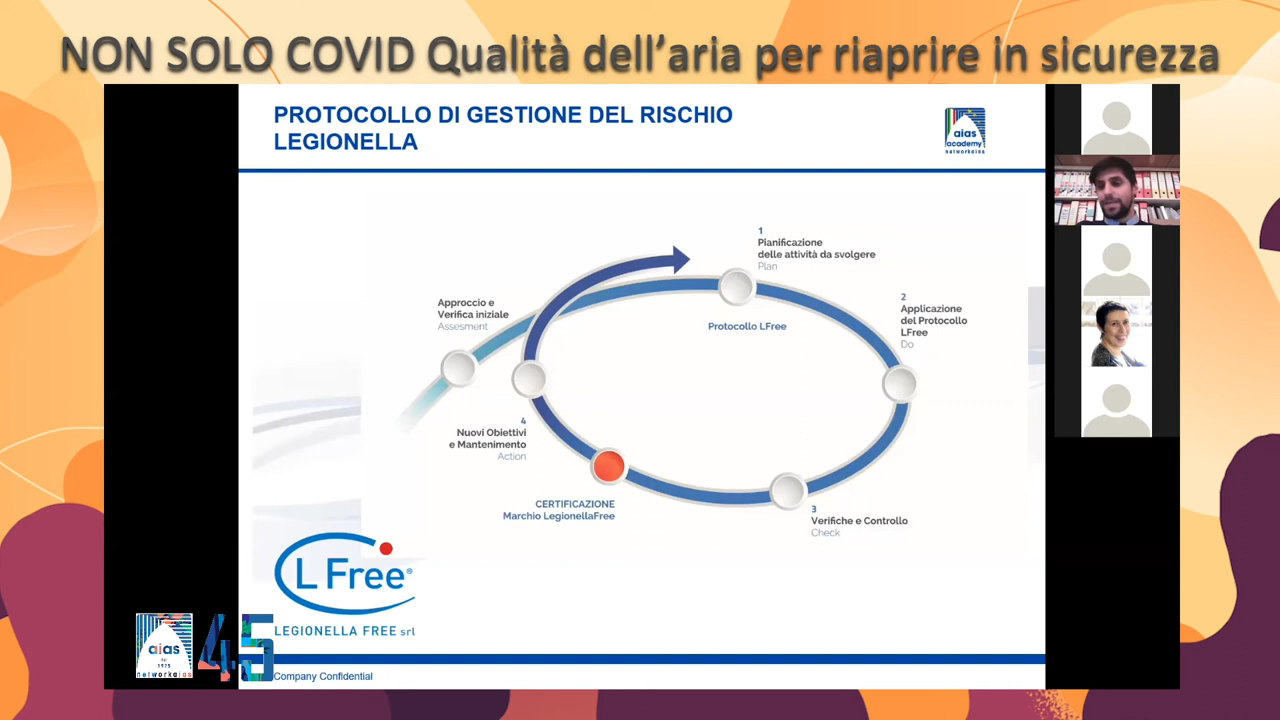 NON SOLO COVID Qualità dell'aria per riaprire in sicurezza
PROTOCOLLO DI GESTIONE DEL RISCHIO
LEGIONELLA
aias
academy
networkaias
1
Pianificazione
delle attività da svolgere
Plan
2
Applicazione
del Protocollo
LFree
Do
Approccio e
Verifica iniziale
Assesment
Protocollo LFree
4
Nuovi Obiettivi
e Mantenimento
Action
CERTIFICAZIONE
Marchio LegionellaFree
3
Verifiche e Controllo
Check
L Free®
LEGIONELLA FREE srl
aias
dal
1975
networkaias
45
Company Confidential